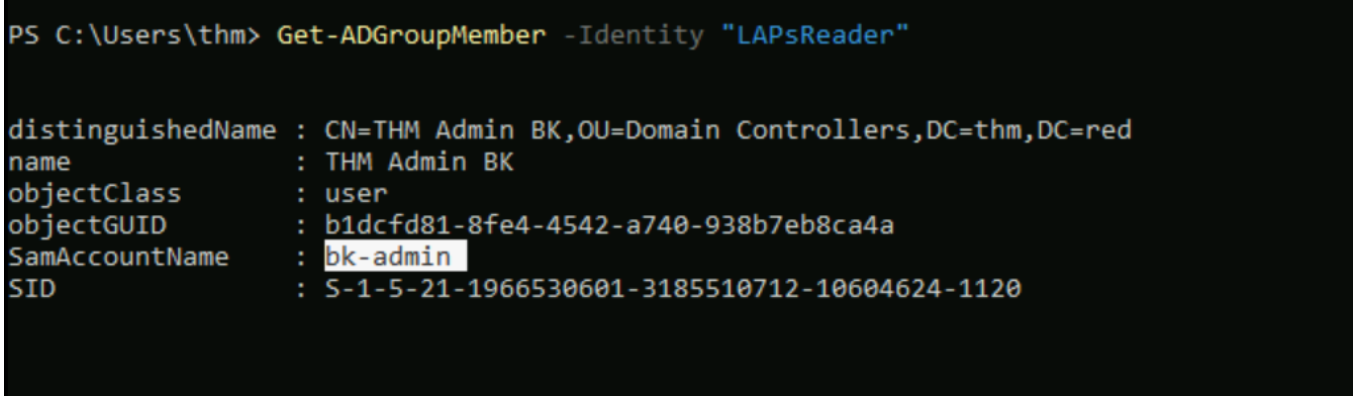 PS C:\Users\thm> Get-ADGroupMember -Identity "LAPsReader"
distinguishedName : CN=THM Admin BK,OU=Domain Controllers,DC=thm,DC=red
name              : THM Admin BK
objectClass       : user
objectGUID        : b1dcfd81-8fe4-4542-a740-938b7eb8ca4a
SamAccountName    : bk-admin
SID               : S-1-5-21-1966530601-3185510712-10604624-1120